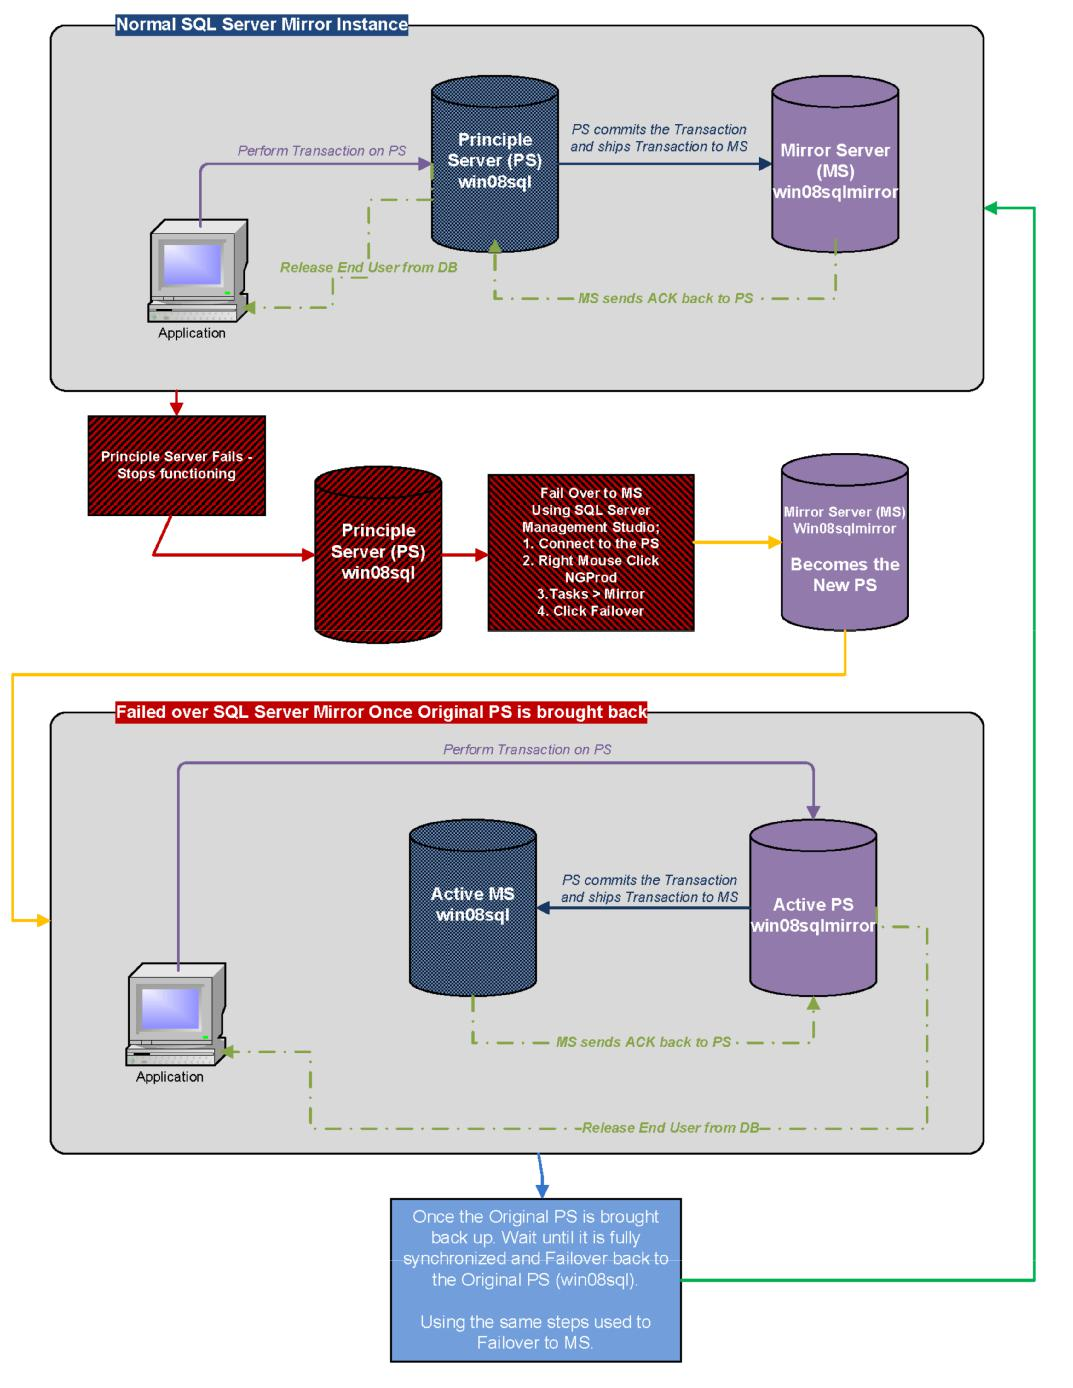 Normal SQL Server Mirror Instance
Principle
Server (PS)
win08sql
PS commits the Transaction
and ships Transaction to MS
Mirror Server
(MS)
win08sqlmirror
Perform Transaction on PS
Release End User from DB
MS sends ACK back to PS
Application
Principle Server Fails -
Stops functioning
Principle
Server (PS)
win08sql
Fail Over to MS
Using SQL Server
Management Studio;
1. Connect to the PS
2. Right Mouse Click
NGProd
3.Tasks > Mirror
4. Click Failover
Mirror Server (MS)
Win08sqlmirror
Becomes the
New PS
Failed over SQL Server Mirror Once Original PS is brought back
Perform Transaction on PS
Active MS
win08sql
PS commits the Transaction
and ships Transaction to MS
Active PS
win08sqlmirror
MS sends ACK back to PS
Application
Release End User from DB
Once the Original PS is brought
back up. Wait until it is fully
synchronized and Failover back to
the Original PS (win08sql).
Using the same steps used to
Failover to MS.